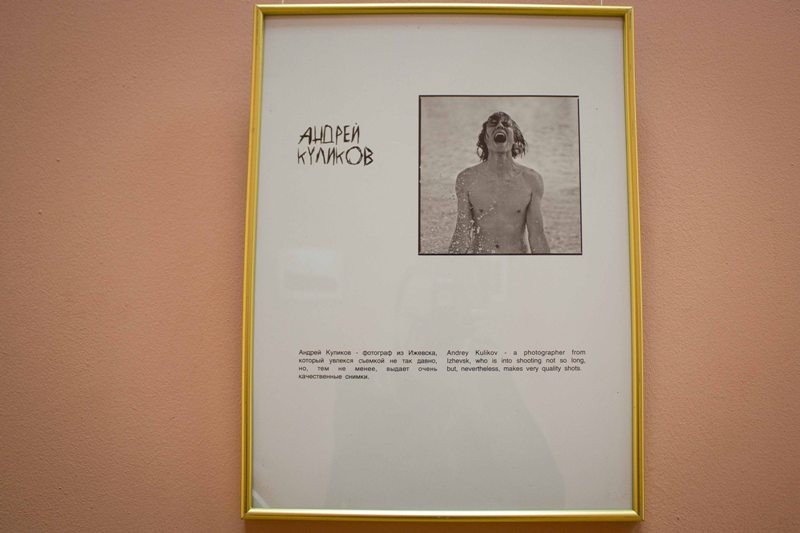 АНДРЕЙ
КУЛИКОВ
Андрей Куликов - фотограф из Ижевска,
который увлекся съемкой не так давно,
но, тем не менее, выдает очень
качественные снимки.
Andrey Kulikov - a photographer from
Izhevsk, who is into shooting not so long,
but, nevertheless, makes very quality shots.